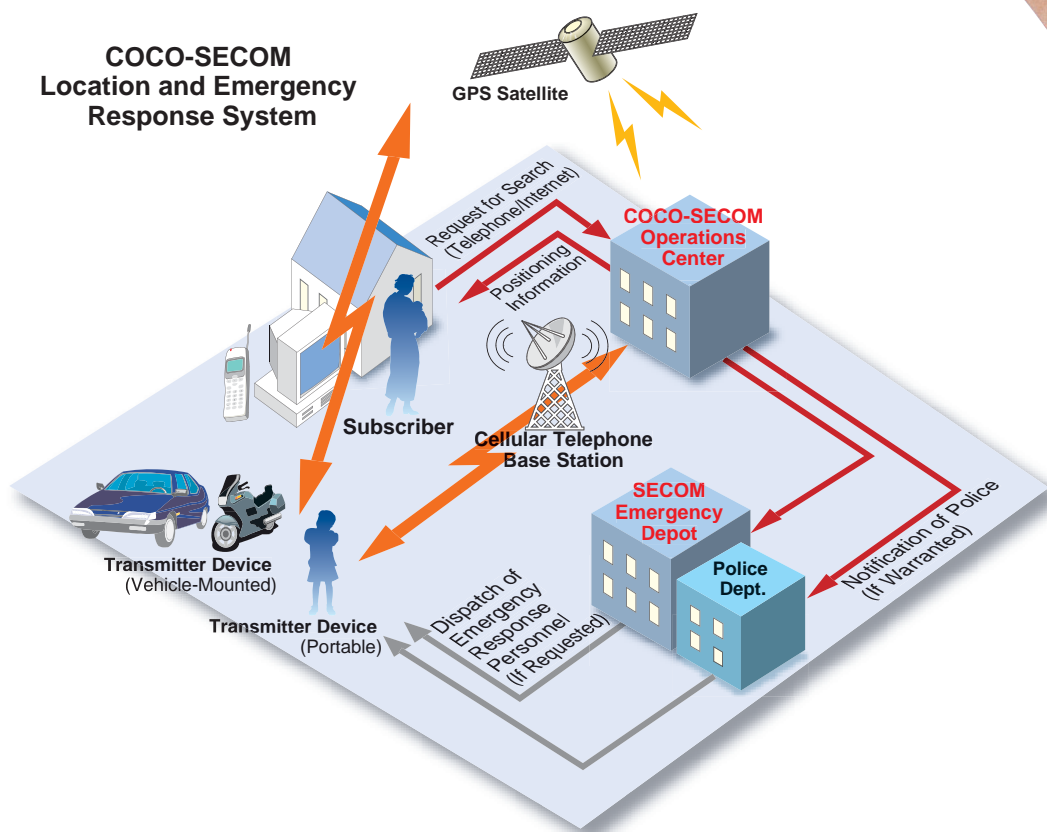 COCO-SECOM
Location and Emergency
Response System
GPS Satellite
Request for Search
(Telephone/Internet)
COCO-SECOM
Operations
Center
Positioning
Information
Subscriber
Cellular Telephone
Base Station
SECOM
Emergency
Depot
Police
Dept.
Notification of Police
(If Warranted)
Transmitter Device
(Vehicle-Mounted)
Transmitter Device
(Portable)
Dispatch of
Emergency
Response
Personnel
(If Requested)